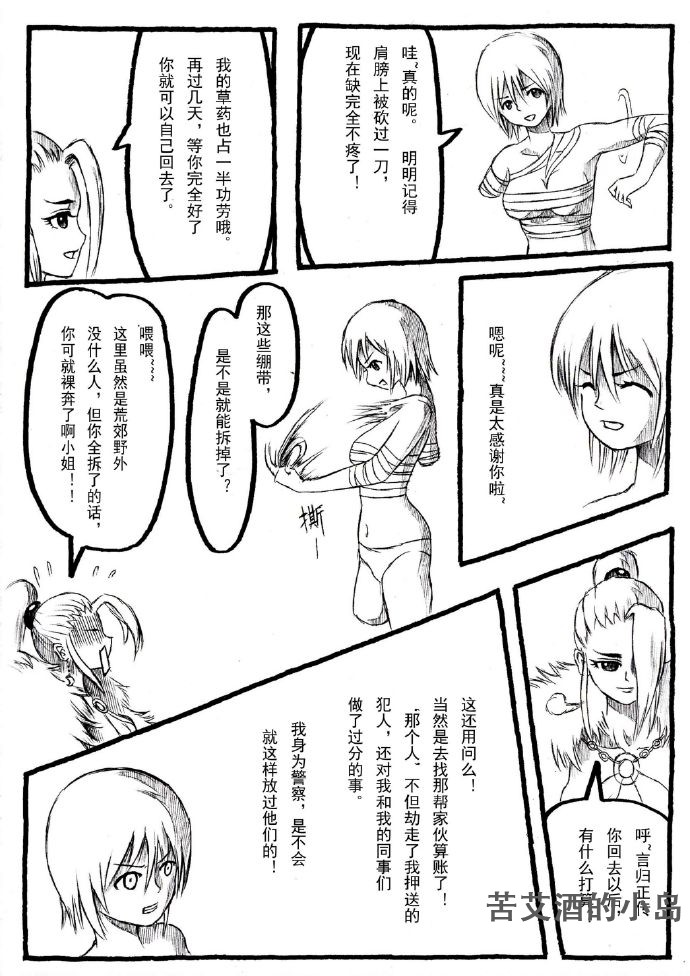 哇~真的呢。 明明记得
肩膀上被砍过一刀，
现在缺完全不疼了！
我的草药也占一半功劳哦。
再过几天，等你完全好了
你就可以自己回去了。
嗯呢~~~真是太感谢你啦~
那这些绷带，
是不是就能拆掉了？
撕—
喂喂~~~
这里虽然是荒郊野外
没什么人，但你全拆了的话，
你可就裸奔了啊小姐！！
呼~言归正传
你回去以后，
有什么打算
这还用问么！
当然是去找那帮家伙算账了！
“那个人”不但劫走了我押送的
犯人，还对我和我的同事们
做了过分的事。
我身为警察，是不会
就这样放过他们的！
苦艾酒的小岛